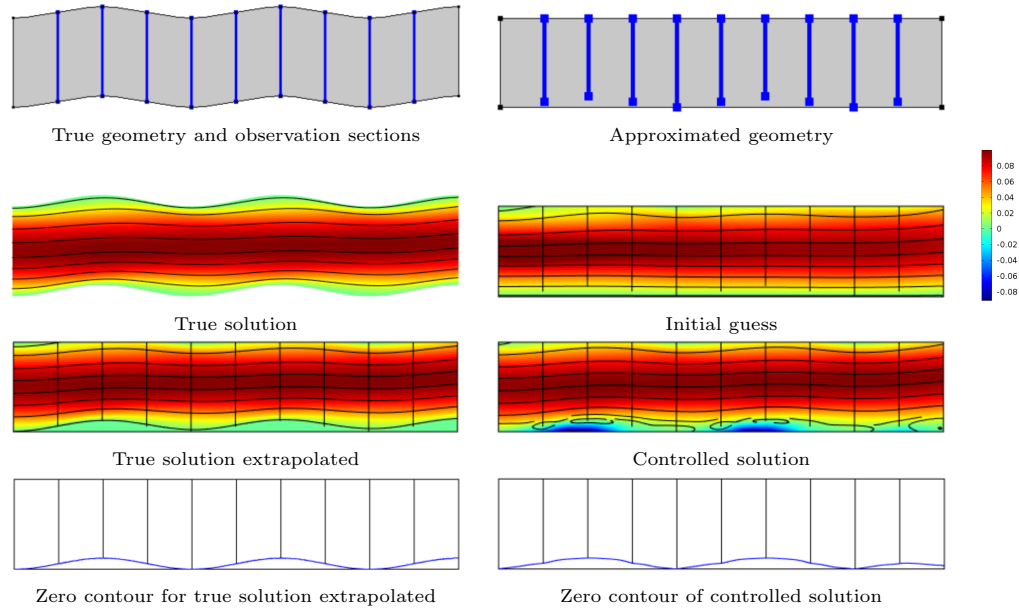 True geometry and observation sections
Approximated geometry
0.08
0.06
0.04
0.02
0
-0.02
-0.04
-0.06
-0.08
True solution
Initial guess
True solution extrapolated
Controlled solution
Zero contour for true solution extrapolated
Zero contour of controlled solution